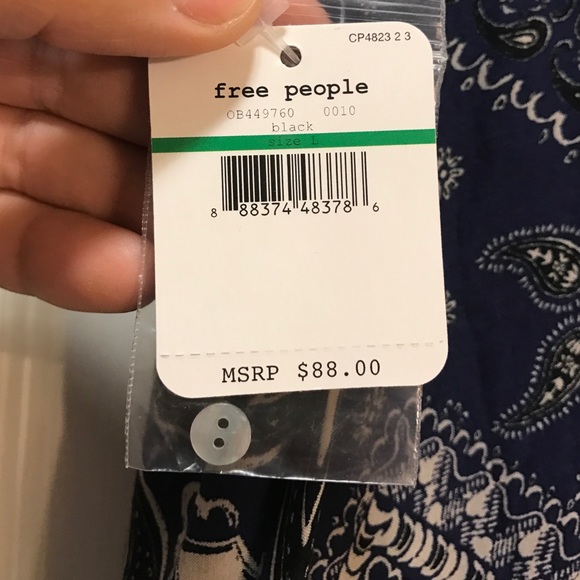 CP4823 2 3
free people
OB449760 0010
black
size L
8 88374 48378 6
MSRP $88.00